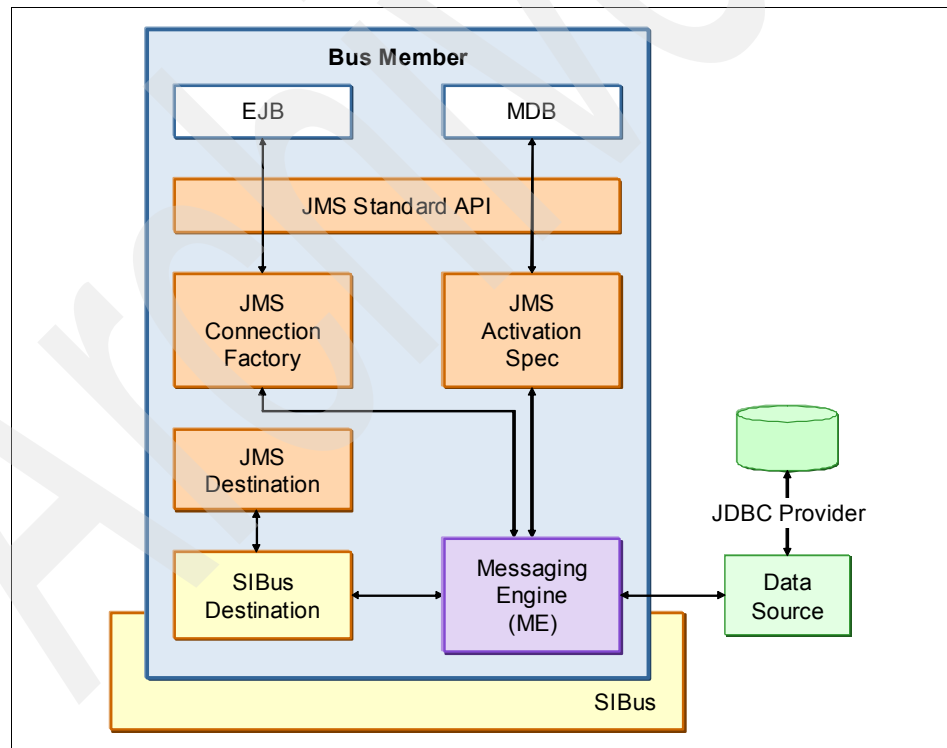 Bus Member
EJB
MDB
JMS Standard API
JMS
Connection
Factory
JMS
Activation
Spec
JMS
Destination
JDBC Provider
SIBus
Destination
Messaging
Engine
(ME)
Data
Source
SIBus